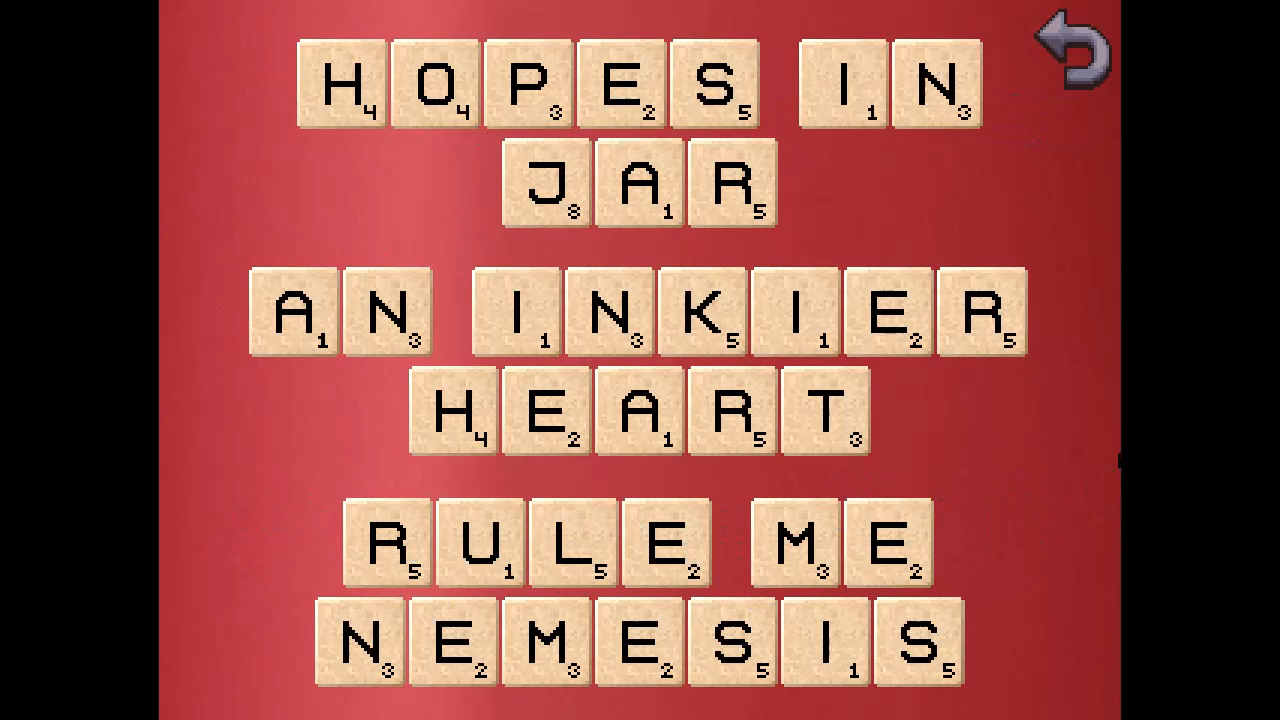 HOPES IN
JAR
AN INKIER
HEART
RULE ME
NEMESIS